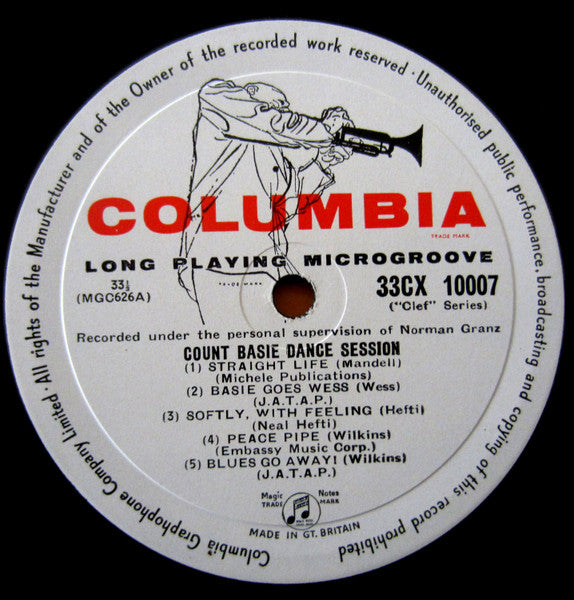 Columbia Graphophone Company Limited · All rights of the Manufacturer and of the Owner of the recorded work reserved · Unauthorised public performance, broadcasting and copying of this record prohibited
COLUMBIA
TRADE MARK
LONG PLAYING MICROGROOVE
TRADE MARK
33⅓
(MGC626A)
33CX 10007
("Clef" Series)
Recorded under the personal supervision of Norman Granz
COUNT BASIE DANCE SESSION
(1) STRAIGHT LIFE (Mandell)
(Michele Publications)
(2) BASIE GOES WESS (Wess)
(J.A.T.A.P.)
(3) SOFTLY, WITH FEELING (Hefti)
(Neal Hefti)
(4) PEACE PIPE (Wilkins)
(Embassy Music Corp.)
(5) BLUES GO AWAY! (Wilkins)
(J.A.T.A.P.)
Magic Notes
TRADE MARK
MADE IN GT. BRITAIN